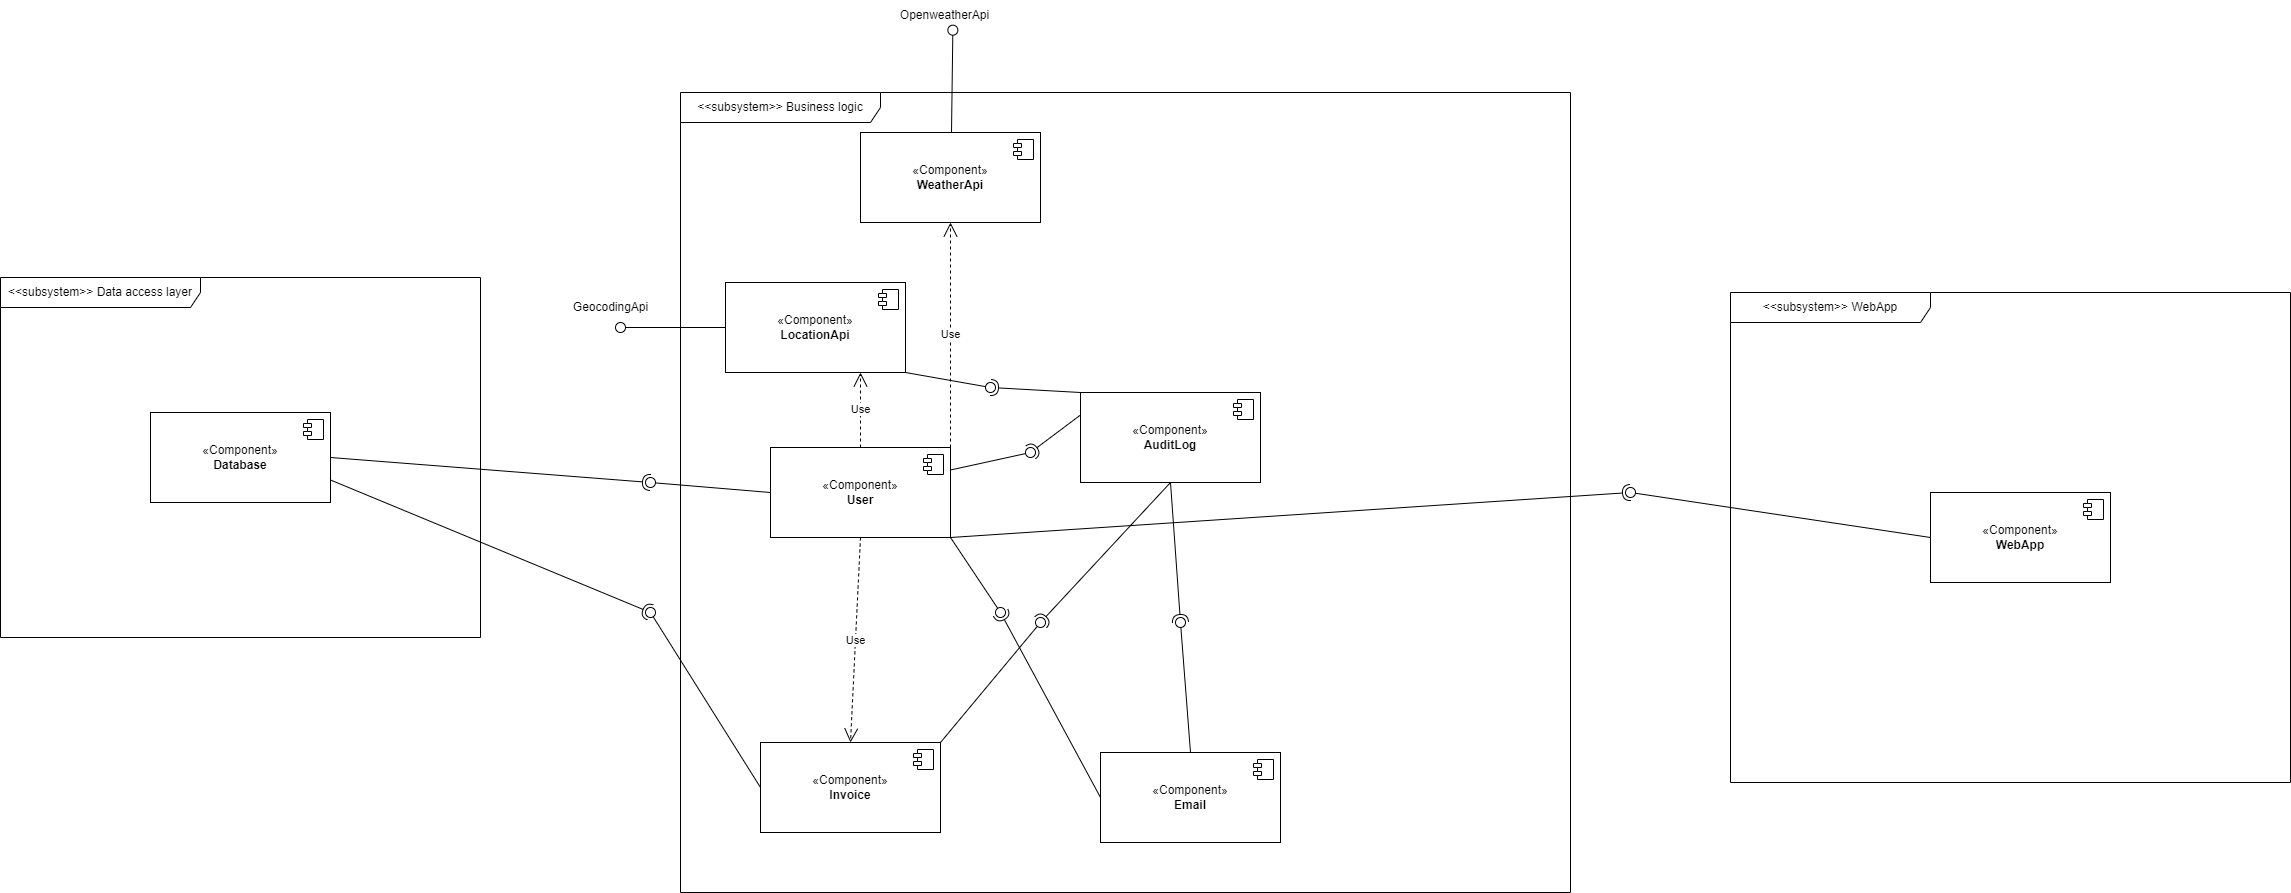 OpenweatherApi
<<subsystem>> Business logic
«Component»
WeatherApi
<<subsystem>> Data access layer
GeocodingApi
«Component»
LocationApi
Use
<<subsystem>> WebApp
Use
«Component»
AuditLog
«Component»
Database
«Component»
User
«Component»
WebApp
Use
«Component»
Invoice
«Component»
Email